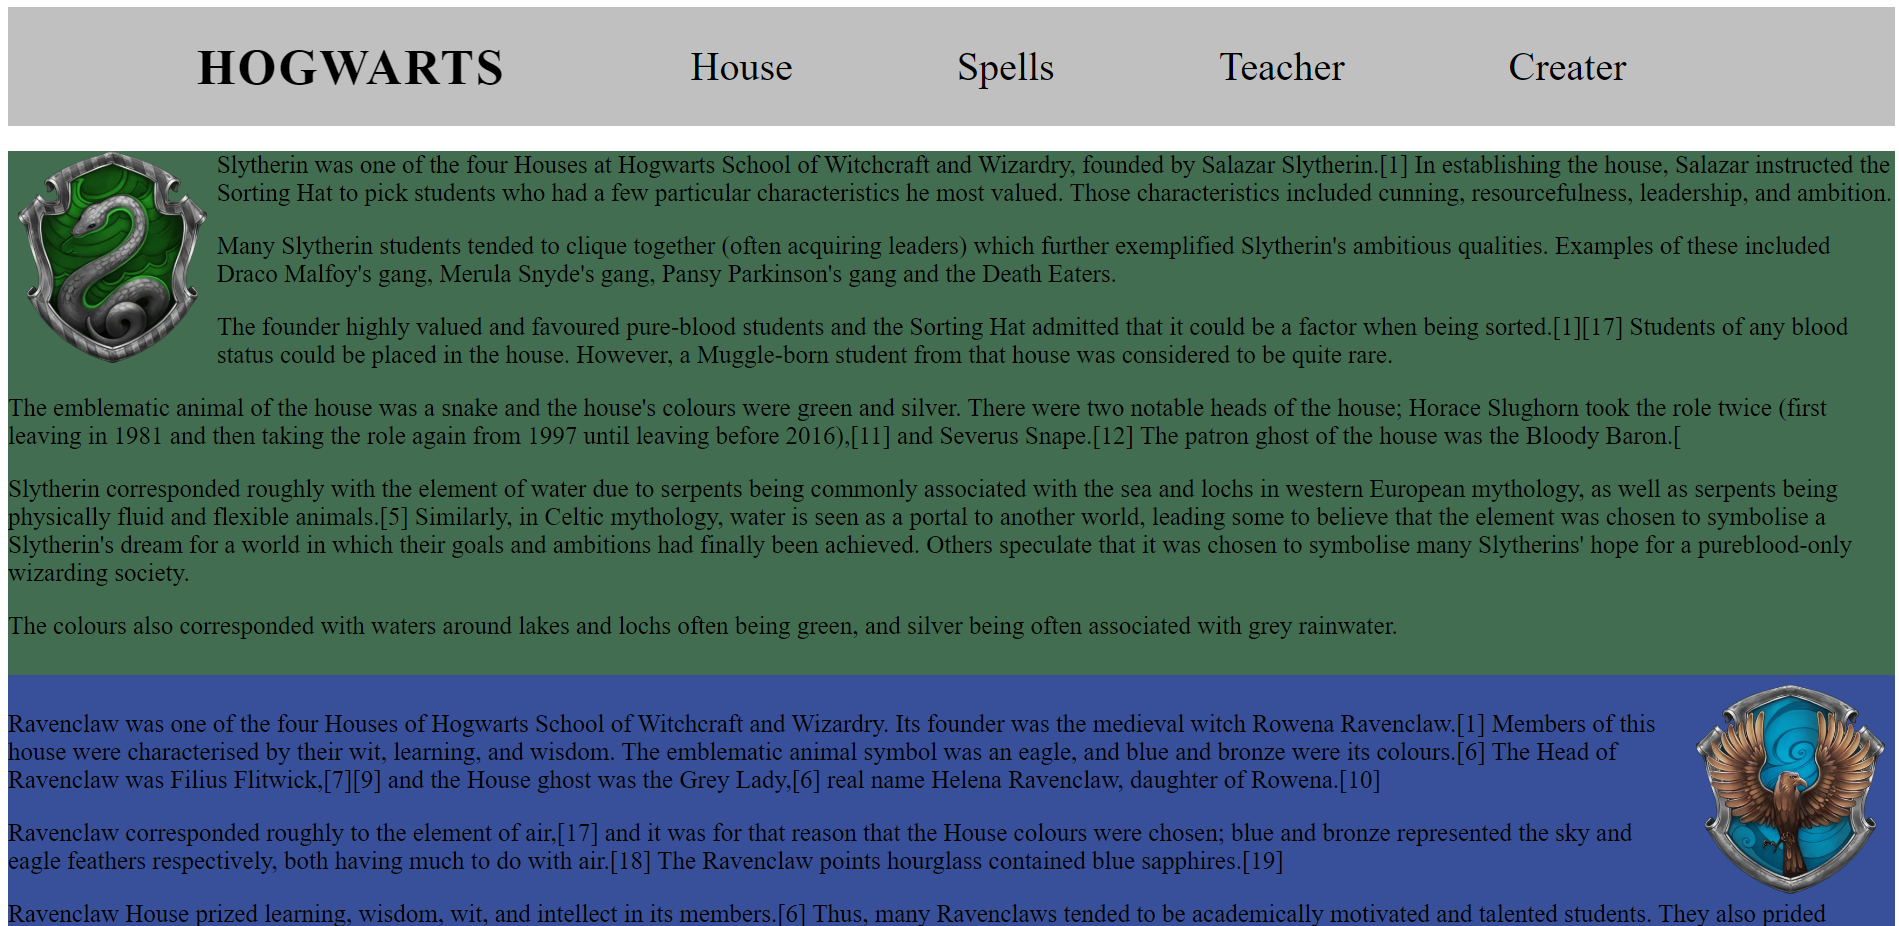 HOGWARTS House Spells Teacher Creater
Slytherin was one of the four Houses at Hogwarts School of Witchcraft and Wizardry, founded by Salazar Slytherin.[1] In establishing the house, Salazar instructed the
Sorting Hat to pick students who had a few particular characteristics he most valued. Those characteristics included cunning, resourcefulness, leadership, and ambition.
Many Slytherin students tended to clique together (often acquiring leaders) which further exemplified Slytherin's ambitious qualities. Examples of these included
Draco Malfoy's gang, Merula Snyde's gang, Pansy Parkinson's gang and the Death Eaters.
The founder highly valued and favoured pure-blood students and the Sorting Hat admitted that it could be a factor when being sorted.[1][17] Students of any blood
status could be placed in the house. However, a Muggle-born student from that house was considered to be quite rare.
The emblematic animal of the house was a snake and the house's colours were green and silver. There were two notable heads of the house; Horace Slughorn took the role twice (first
leaving in 1981 and then taking the role again from 1997 until leaving before 2016),[11] and Severus Snape.[12] The patron ghost of the house was the Bloody Baron.[
Slytherin corresponded roughly with the element of water due to serpents being commonly associated with the sea and lochs in western European mythology, as well as serpents being
physically fluid and flexible animals.[5] Similarly, in Celtic mythology, water is seen as a portal to another world, leading some to believe that the element was chosen to symbolise a
Slytherin's dream for a world in which their goals and ambitions had finally been achieved. Others speculate that it was chosen to symbolise many Slytherins' hope for a pureblood-only
wizarding society.
The colours also corresponded with waters around lakes and lochs often being green, and silver being often associated with grey rainwater.
Ravenclaw was one of the four Houses of Hogwarts School of Witchcraft and Wizardry. Its founder was the medieval witch Rowena Ravenclaw.[1] Members of this
house were characterised by their wit, learning, and wisdom. The emblematic animal symbol was an eagle, and blue and bronze were its colours.[6] The Head of
Ravenclaw was Filius Flitwick,[7][9] and the House ghost was the Grey Lady,[6] real name Helena Ravenclaw, daughter of Rowena.[10]
Ravenclaw corresponded roughly to the element of air,[17] and it was for that reason that the House colours were chosen; blue and bronze represented the sky and
eagle feathers respectively, both having much to do with air.[18] The Ravenclaw points hourglass contained blue sapphires.[19]
Ravenclaw House prized learning, wisdom, wit, and intellect in its members.[6] Thus, many Ravenclaws tended to be academically motivated and talented students. They also prided